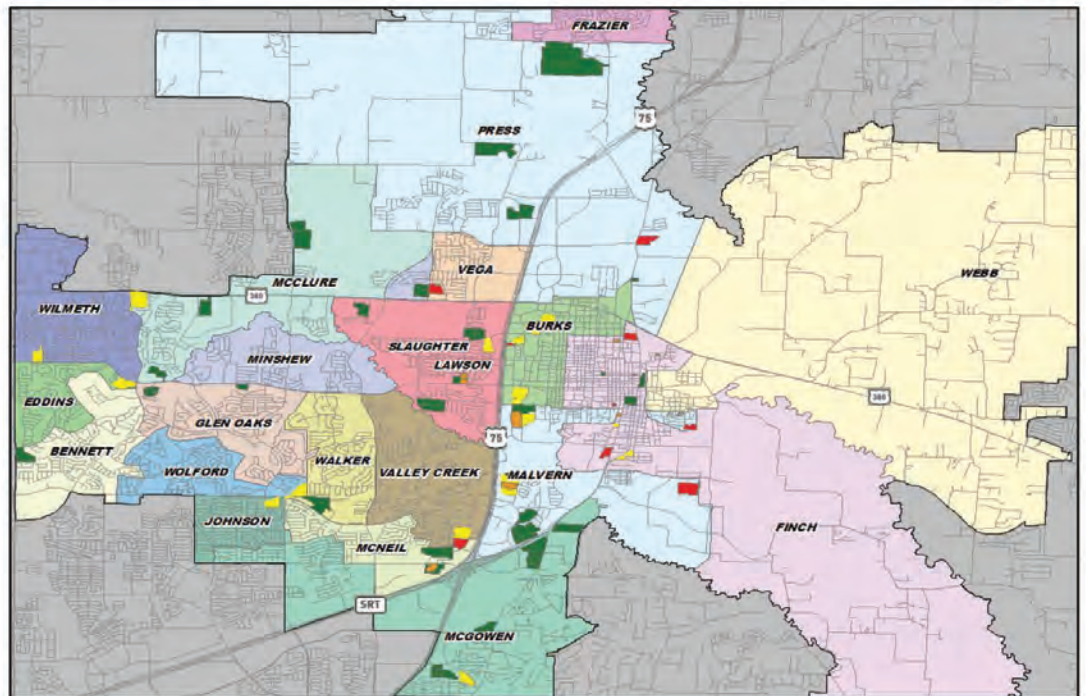 FRAZIER
PRESS
75
WEBB
VEGA
MCCLURE
380
WILMETH
BURKS
SLAUGHTER
MINSHEW
LAWSON
380
EDDINS
GLEN OAKS
75
BENNETT
WOLFORD
WALKER
VALLEY CREEK
MALVERN
JOHNSON
FINCH
MCNEIL
SRT
MCGOWEN